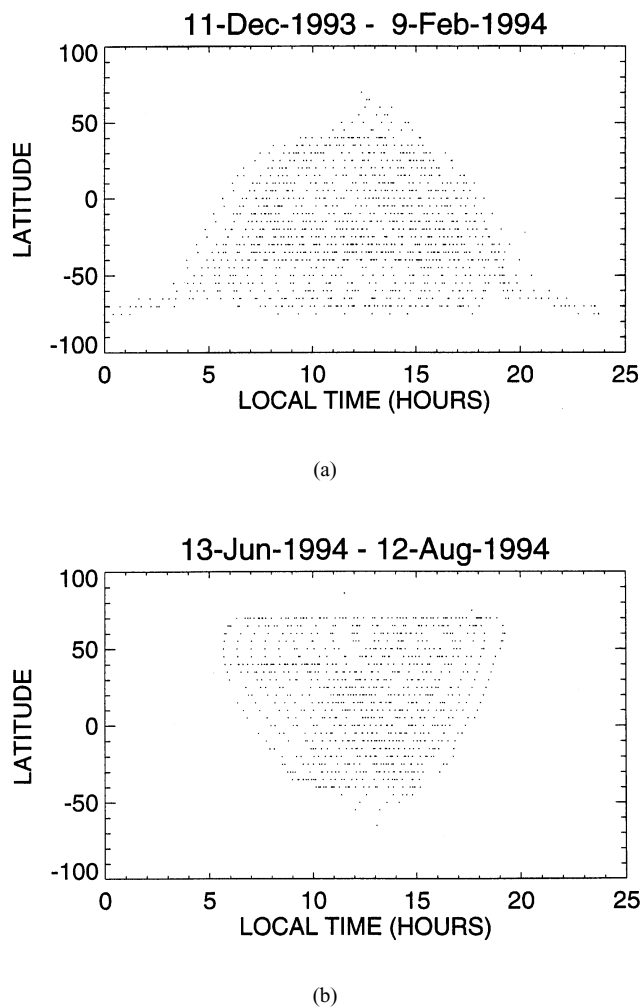 11-Dec-1993 - 9-Feb-1994
100
50
0
-50
-100
LATITUDE
0 5 10 15 20 25
LOCAL TIME (HOURS)
(a)
13-Jun-1994 - 12-Aug-1994
100
50
0
-50
-100
LATITUDE
0 5 10 15 20 25
LOCAL TIME (HOURS)
(b)